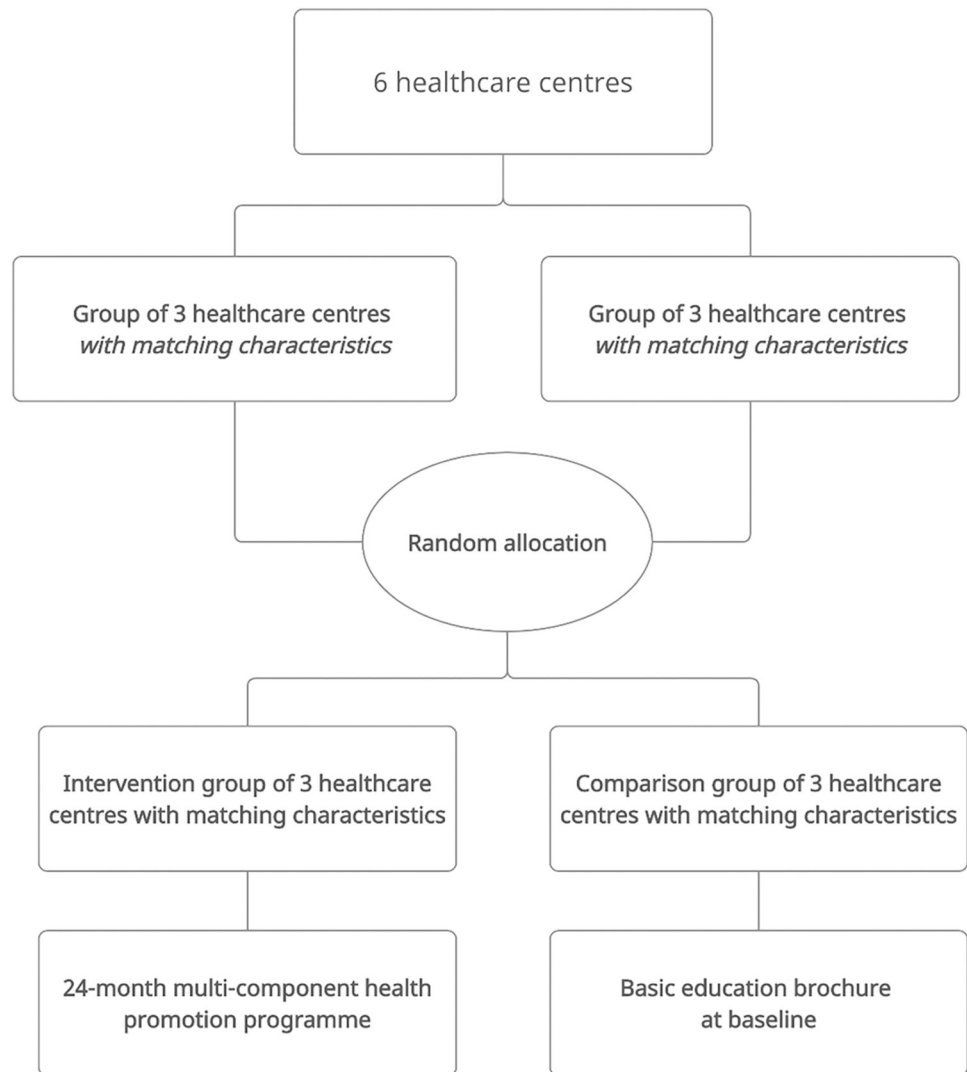 6 healthcare centres
Group of 3 healthcare centres
with matching characteristics
Group of 3 healthcare centres
with matching characteristics
Random allocation
Intervention group of 3 healthcare
centres with matching characteristics
Comparison group of 3 healthcare
centres with matching characteristics
24-month multi-component health
promotion programme
Basic education brochure
at baseline